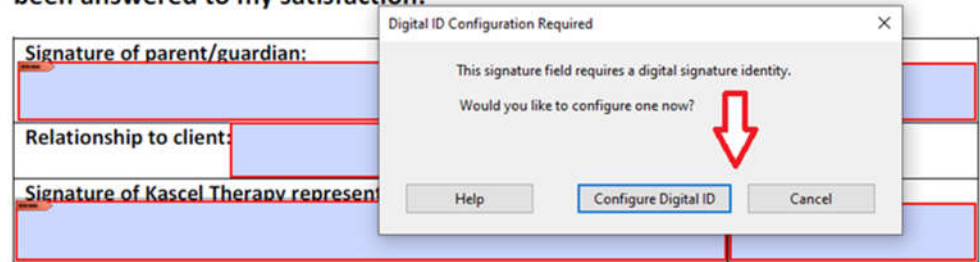 been answered to my satisfaction.
Digital ID Configuration Required
Signature of parent/guardian:
This signature field requires a digital signature identity.
Would you like to configure one now?
Relationship to client:
Signature of Kascel Therapy represent
Help
Configure Digital ID
Cancel